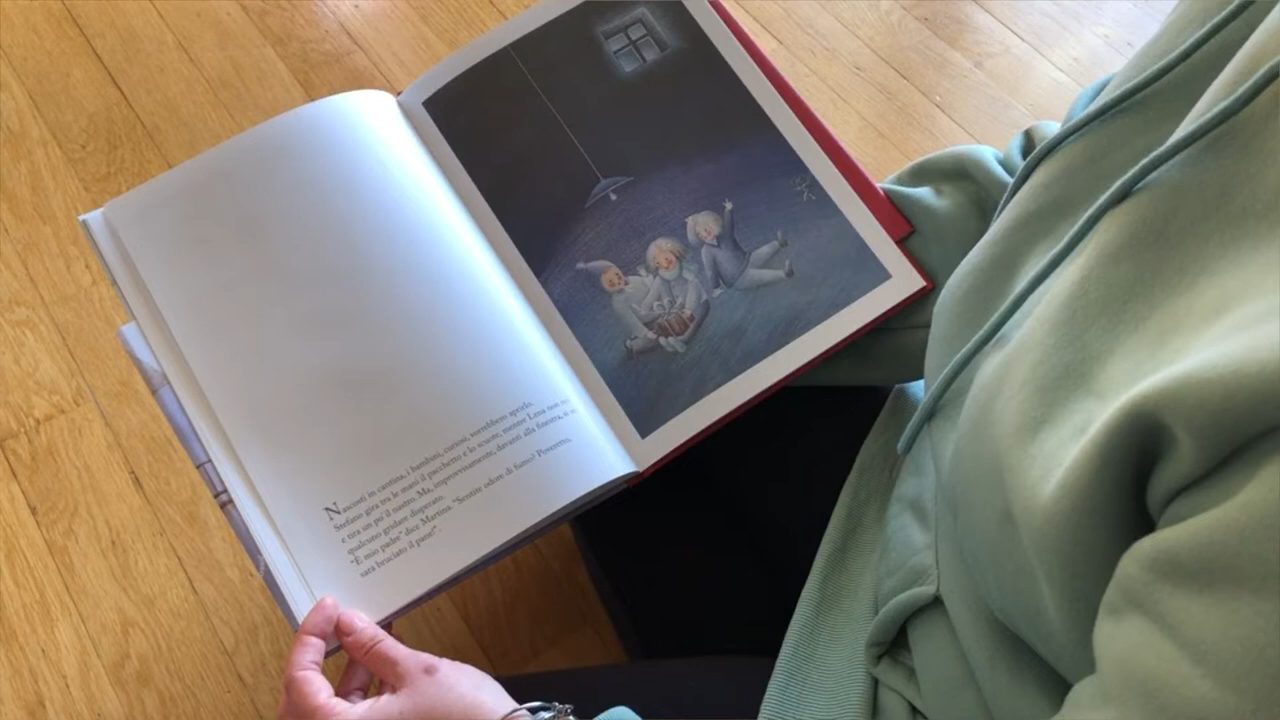 Nascosti in cantina, i bambini, curiosi, vorrebbero aprirlo.
Stefano gira tra le mani il pacchetto e lo scuote, mentre Lena non
e tira un po' il nastro. Ma, improvvisamente, davanti alla finestra,
qualcuno gridare disperato.
"È mio padre" dice Martina. "Sentite odore di fumo? Poveretto,
sarà bruciato il pane!".